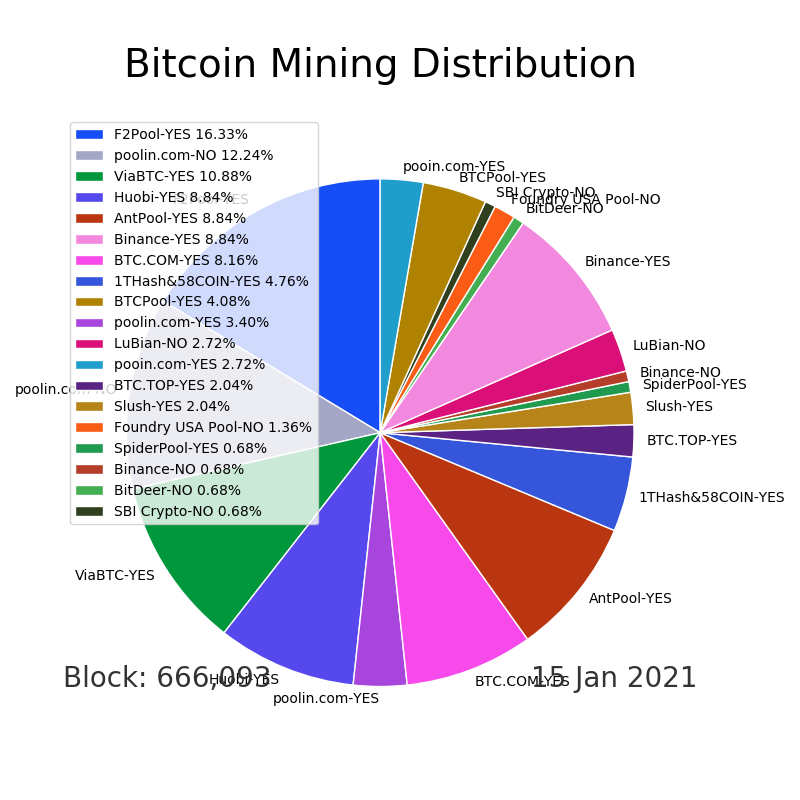 Bitcoin Mining Distribution
F2Pool-YES 16.33%
poolin.com-NO 12.24%
ViaBTC-YES 10.88%
Huobi-YES 8.84%
AntPool-YES 8.84%
Binance-YES 8.84%
BTC.COM-YES 8.16%
1THash&58COIN-YES 4.76%
BTCPool-YES 4.08%
poolin.com-YES 3.40%
LuBian-NO 2.72%
pooin.com-YES 2.72%
BTC.TOP-YES 2.04%
Slush-YES 2.04%
Foundry USA Pool-NO 1.36%
SpiderPool-YES 0.68%
Binance-NO 0.68%
BitDeer-NO 0.68%
SBI Crypto-NO 0.68%
pooin.com-YES
BTCPool-YES
SBI Crypto-NO
Foundry USA Pool-NO
BitDeer-NO
Binance-YES
LuBian-NO
Binance-NO
SpiderPool-YES
Slush-YES
BTC.TOP-YES
1THash&58COIN-YES
AntPool-YES
BTC.COM-YES
poolin.com-YES
Huobi-YES
ViaBTC-YES
poolin.com-NO
F2Pool-YES
Block: 666,093
15 Jan 2021